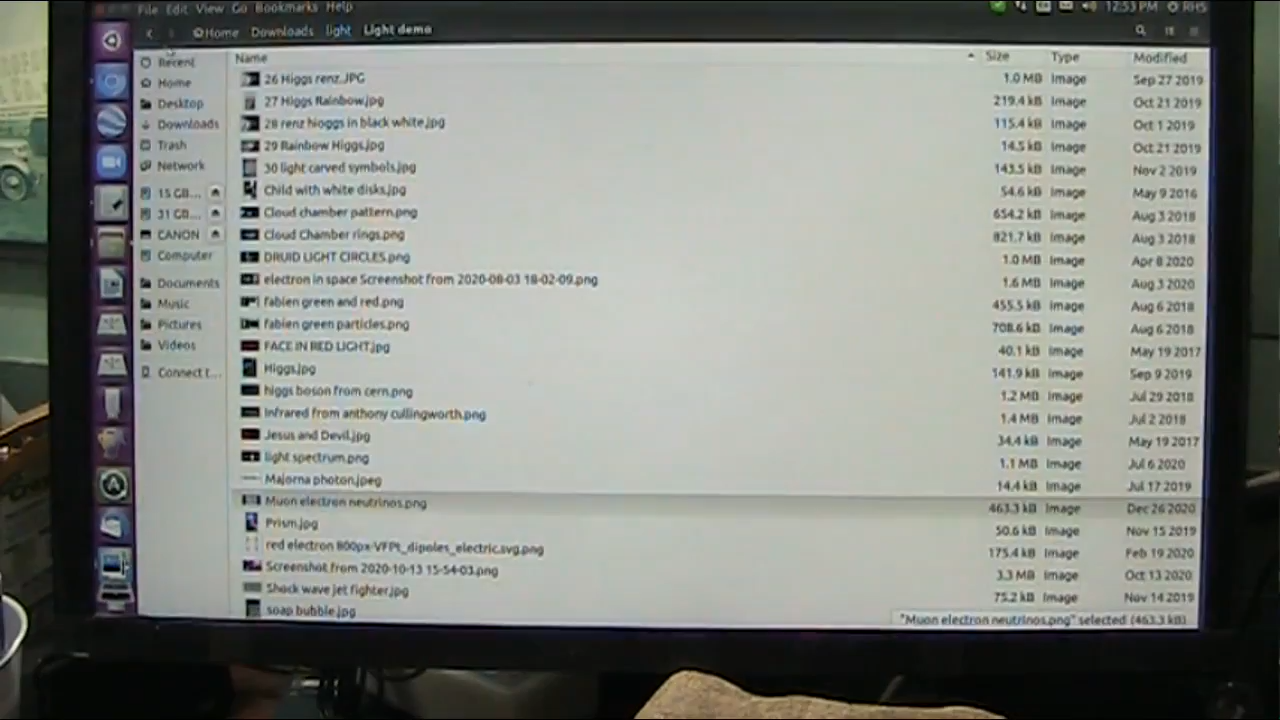 File Edit View Go Bookmarks Help 12:53 PM RHS
Home Downloads light Light demo
Name Size Type Modified
Recent
Home
Desktop
Downloads
Trash
Network
15 GB...
31 GB...
CANON
Computer
Documents
Music
Pictures
Videos
Connect t...
26 Higgs renz.JPG 1.0 MB Image Sep 27 2019
27 Higgs Rainbow.jpg 219.4 kB Image Oct 21 2019
28 renz hioggs in black white.jpg 115.4 kB Image Oct 1 2019
29 Rainbow Higgs.jpg 14.5 kB Image Oct 21 2019
30 light carved symbols.jpg 143.5 kB Image Nov 2 2019
Child with white disks.jpg 54.6 kB Image May 9 2016
Cloud chamber pattern.png 654.2 kB Image Aug 3 2018
Cloud Chamber rings.png 821.7 kB Image Aug 3 2018
DRUID LIGHT CIRCLES.png 1.0 MB Image Apr 8 2020
electron in space Screenshot from 2020-08-03 18-02-09.png 1.6 MB Image Aug 3 2020
fabien green and red.png 455.5 kB Image Aug 6 2018
fabien green particles.png 708.6 kB Image Aug 6 2018
FACE IN RED LIGHT.jpg 40.1 kB Image May 19 2017
Higgs.jpg 141.9 kB Image Sep 9 2019
higgs boson from cern.png 1.2 MB Image Jul 29 2018
Infrared from anthony cullingworth.png 1.4 MB Image Jul 2 2018
Jesus and Devil.jpg 34.4 kB Image May 19 2017
light spectrum.png 1.1 MB Image Jul 6 2020
Majorna photon.jpeg 14.4 kB Image Jul 17 2019
Muon electron neutrinos.png 463.3 kB Image Dec 26 2020
Prism.jpg 50.6 kB Image Nov 15 2019
red electron 800px-VFPt_dipoles_electric.svg.png 175.4 kB Image Feb 19 2020
Screenshot from 2020-10-13 15-54-03.png 3.3 MB Image Oct 13 2020
Shock wave jet fighter.jpg 75.2 kB Image Nov 14 2019
soap bubble.jpg
"Muon electron neutrinos.png" selected (463.3 kB)